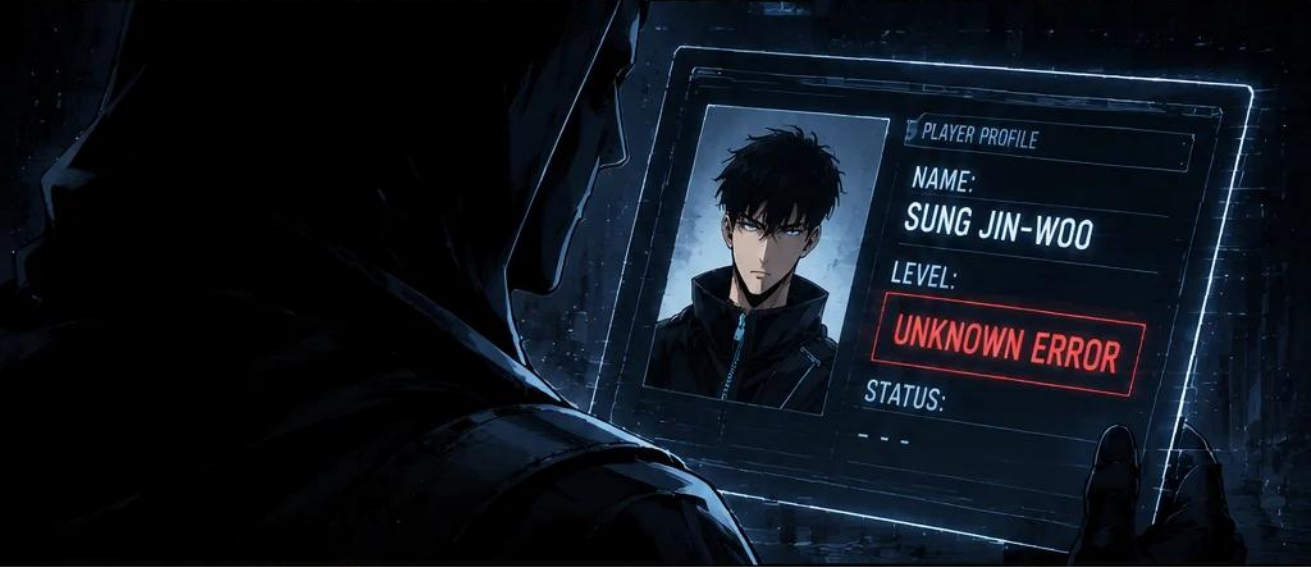 PLAYER PROFILE
NAME:
SUNG JIN-WOO
LEVEL:
UNKNOWN ERROR
STATUS:
- - -